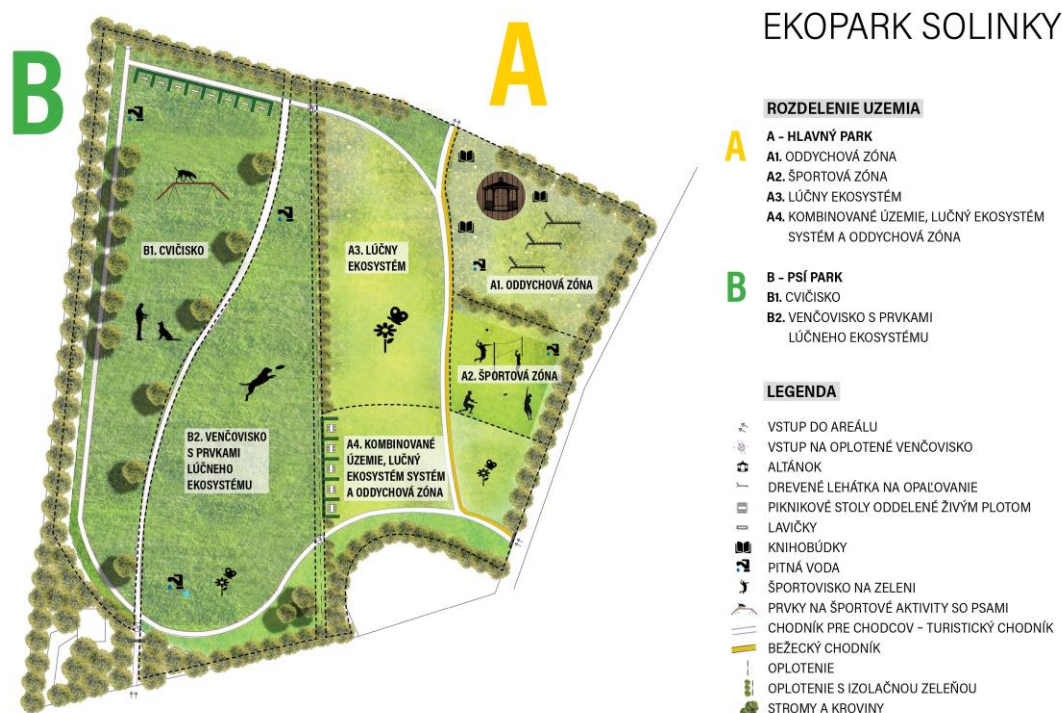 EKOPARK SOLINKY
B
A
B1. CVIČISKO
A3. LÚČNY
EKOSYSTÉM
A1. ODDYCHOVÁ ZÓNA
A2. ŠPORTOVÁ ZÓNA
B2. VENČOVISKO
S PRVKAMI
LÚČNEHO
EKOSYSTÉMU
A4. KOMBINOVANÉ
ÚZEMIE, LUČNÝ
EKOSYSTÉM SYSTÉM
A ODDYCHOVÁ ZÓNA
ROZDELENIE UZEMIA
A
A - HLAVNÝ PARK
A1. ODDYCHOVÁ ZÓNA
A2. ŠPORTOVÁ ZÓNA
A3. LÚČNY EKOSYSTÉM
A4. KOMBINOVANÉ ÚZEMIE, LUČNÝ EKOSYSTÉM
SYSTÉM A ODDYCHOVÁ ZÓNA
B
B - PSÍ PARK
B1. CVIČISKO
B2. VENČOVISKO S PRVKAMI
LÚČNEHO EKOSYSTÉMU
LEGENDA
VSTUP DO AREÁLU
VSTUP NA OPLOTENÉ VENČOVISKO
ALTÁNOK
DREVENÉ LEHÁTKA NA OPAĽOVANIE
PIKNIKOVÉ STOLY ODDELENÉ ŽIVÝM PLOTOM
LAVIČKY
KNIHOBÚDKY
PITNÁ VODA
ŠPORTOVISKO NA ZELENI
PRVKY NA ŠPORTOVÉ AKTIVITY SO PSAMI
CHODNÍK PRE CHODCOV - TURISTICKÝ CHODNÍK
BEŽECKÝ CHODNÍK
OPLOTENIE
OPLOTENIE S IZOLAČNOU ZELEŇOU
STROMY A KROVINY